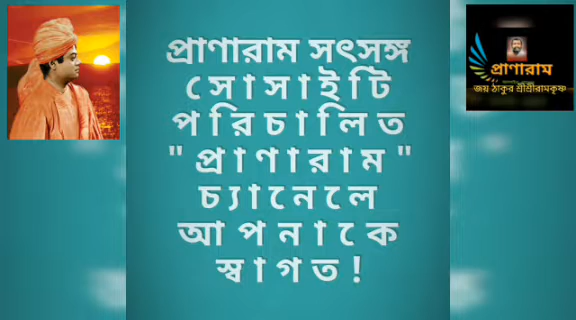 প্রাণারাম সৎসঙ্গ
সোসাইটি
পরিচালিত
"প্রাণারাম"
চ্যানেলে
আপনাকে
স্বাগত!
প্রাণারাম
জয় ঠাকুর শ্রীশ্রীরামকৃষ্ণ